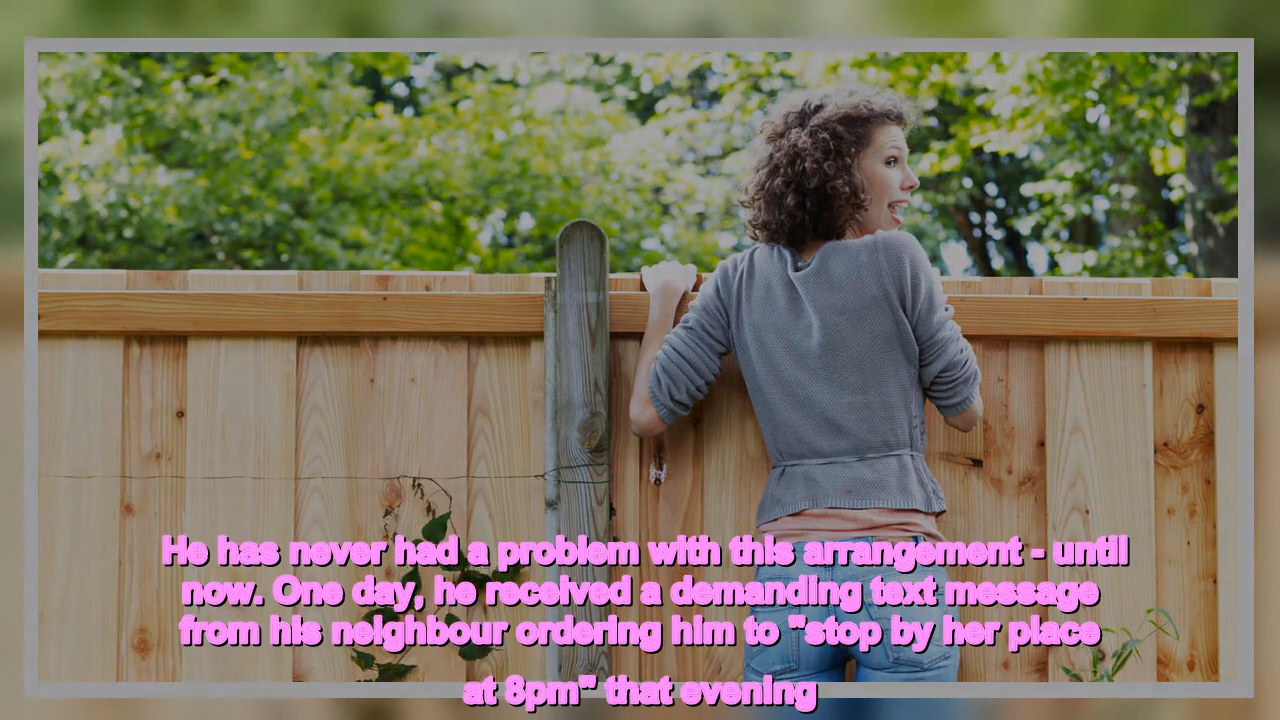 He has never had a problem with this arrangement - until
now. One day, he received a demanding text message
from his neighbour ordering him to "stop by her place
at 8pm" that evening